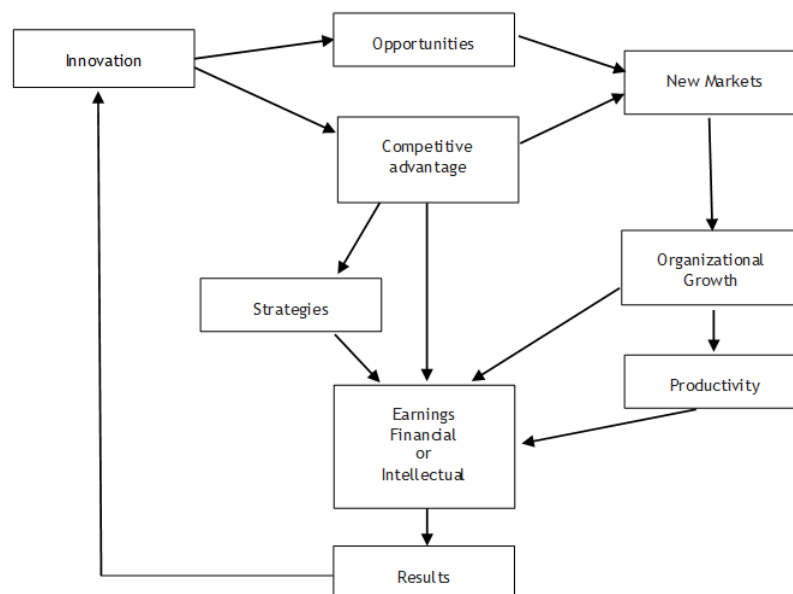 Opportunities
Innovation
New Markets
Competitive
advantage
Organizational
Growth
Strategies
Productivity
Earnings
Financial
or
Intellectual
Results